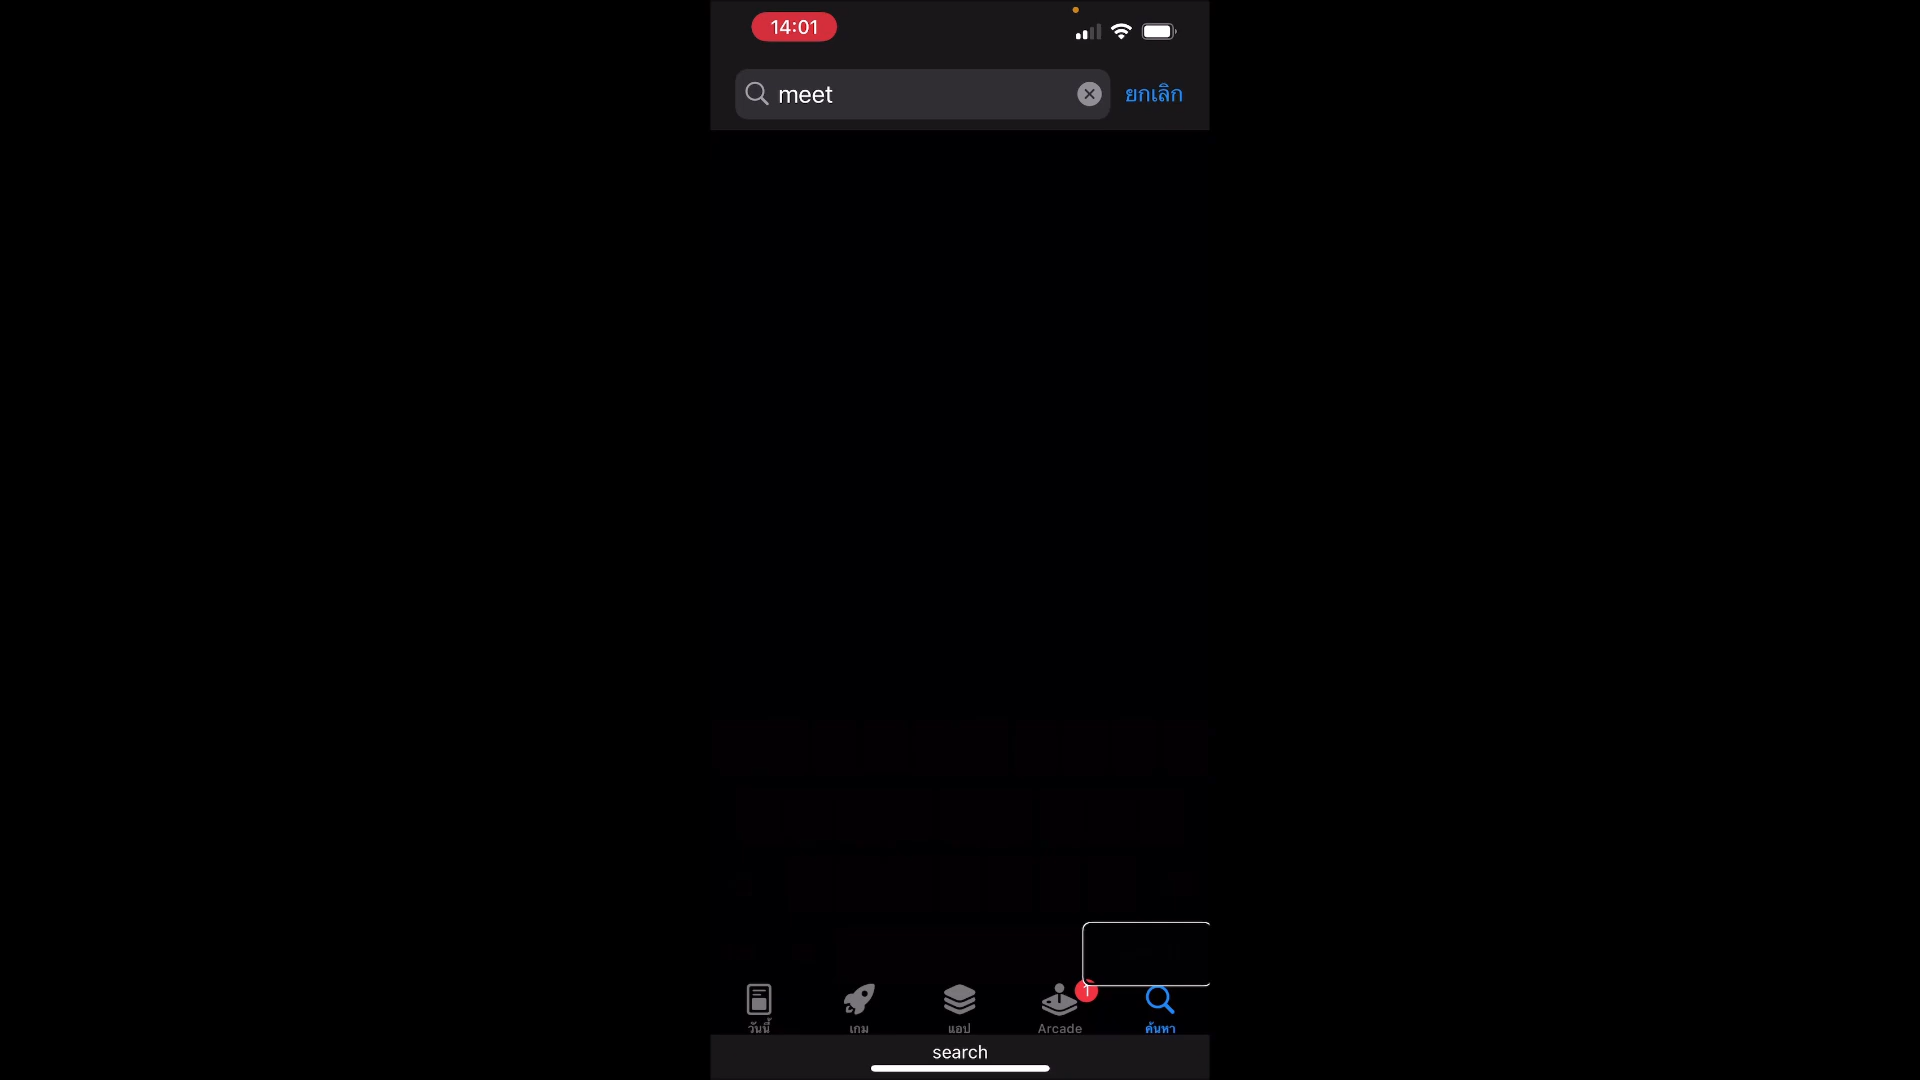 14:01
meet
ยกเลิก
1
วันนี้
เกม
แอป
Arcade
ค้นหา
search